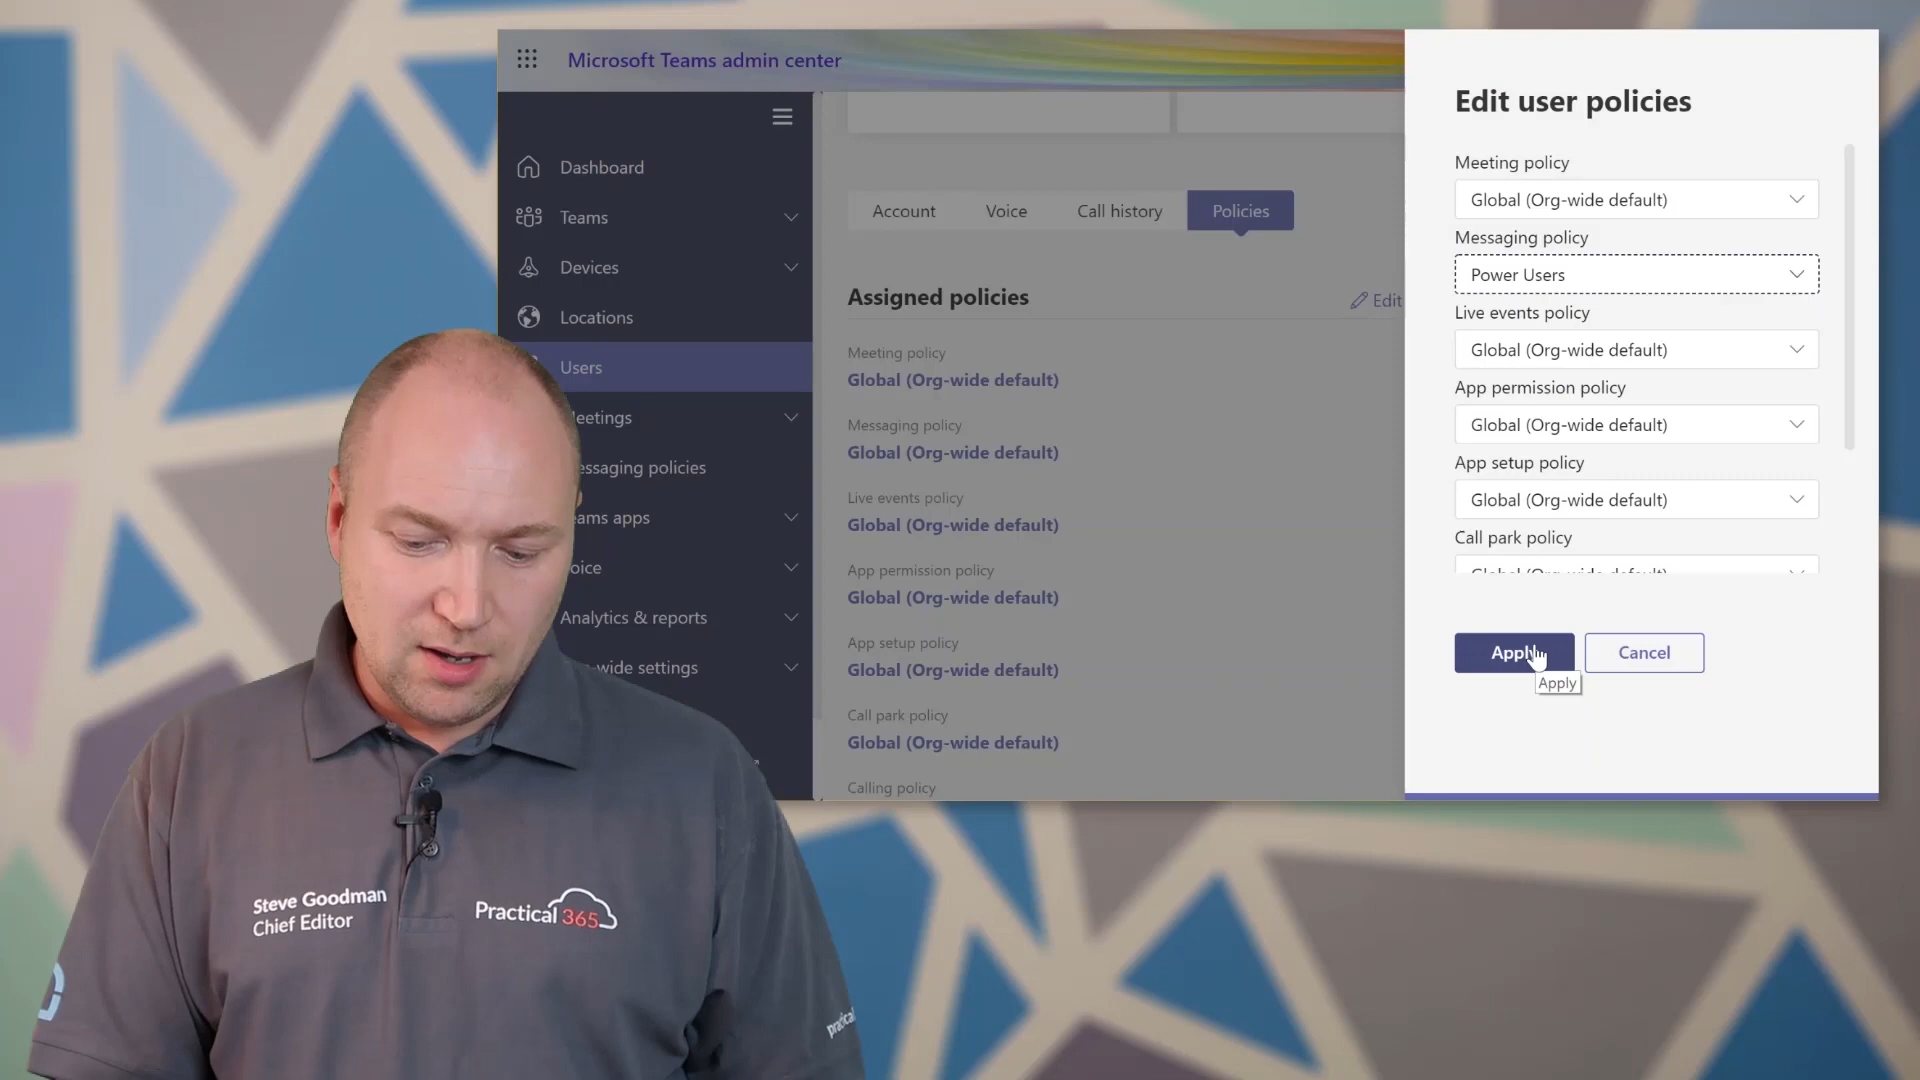 Microsoft Teams admin center
Dashboard
Teams
Devices
Locations
Users
eetings
essaging policies
eams apps
oice
Analytics & reports
wide settings
Account
Voice
Call history
Policies
Assigned policies
Edit
Meeting policy
Global (Org-wide default)
Messaging policy
Global (Org-wide default)
Live events policy
Global (Org-wide default)
App permission policy
Global (Org-wide default)
App setup policy
Global (Org-wide default)
Call park policy
Global (Org-wide default)
Calling policy
Edit user policies
Meeting policy
Global (Org-wide default)
Messaging policy
Power Users
Live events policy
Global (Org-wide default)
App permission policy
Global (Org-wide default)
App setup policy
Global (Org-wide default)
Call park policy
Global (Org-wide default)
Apply
Cancel
Apply
Steve Goodman
Chief Editor
Practical 365
practical